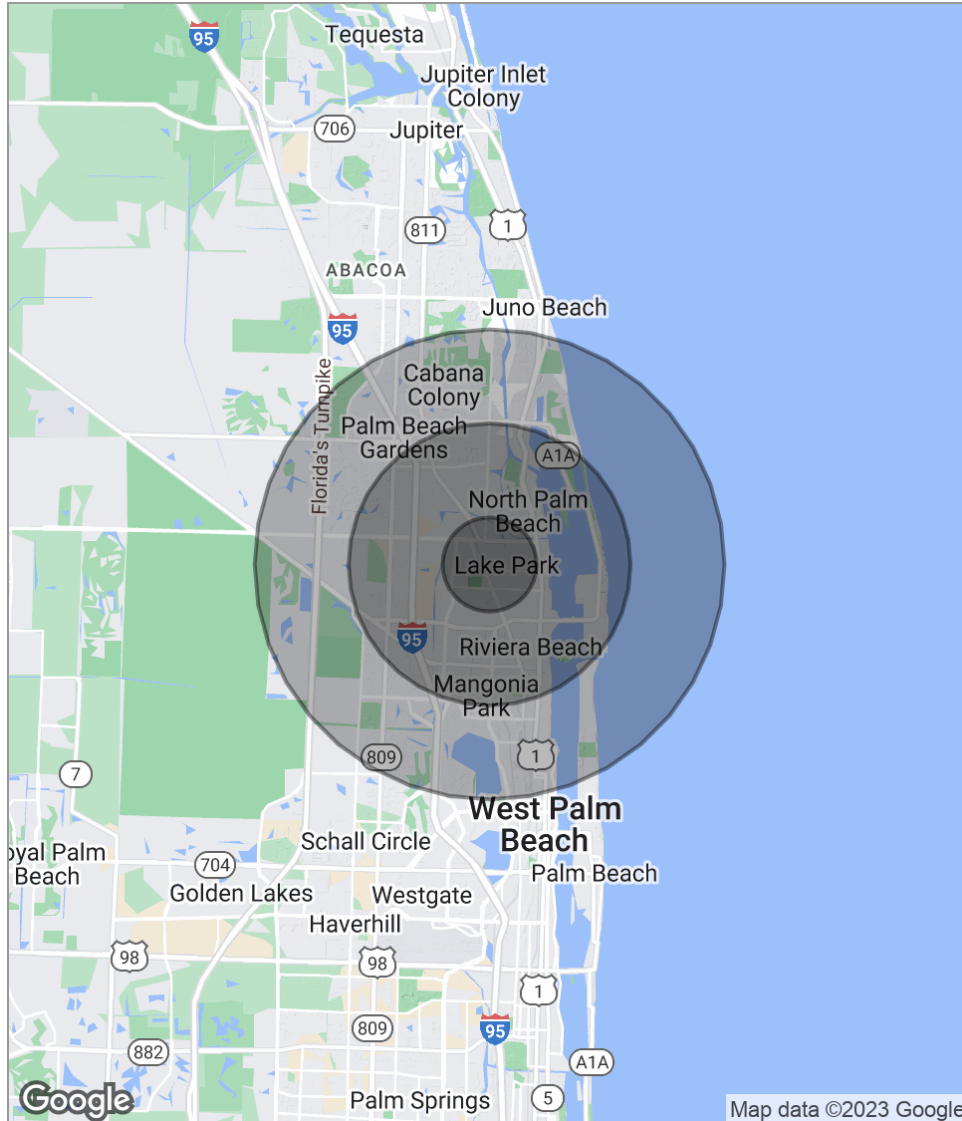 95
Tequesta
Jupiter Inlet
Colony
706
Jupiter
1
811
ABACOA
Juno Beach
95
Cabana
Colony
Florida's Turnpike
Palm Beach
Gardens
A1A
North Palm
Beach
Lake Park
95
Riviera Beach
Mangonia
Park
809
1
7
West Palm
Beach
Schall Circle
oyal Palm
Beach
704
Palm Beach
Golden Lakes
Westgate
Haverhill
98
98
1
809
95
882
A1A
Google
Palm Springs
5
Map data ©2023 Google